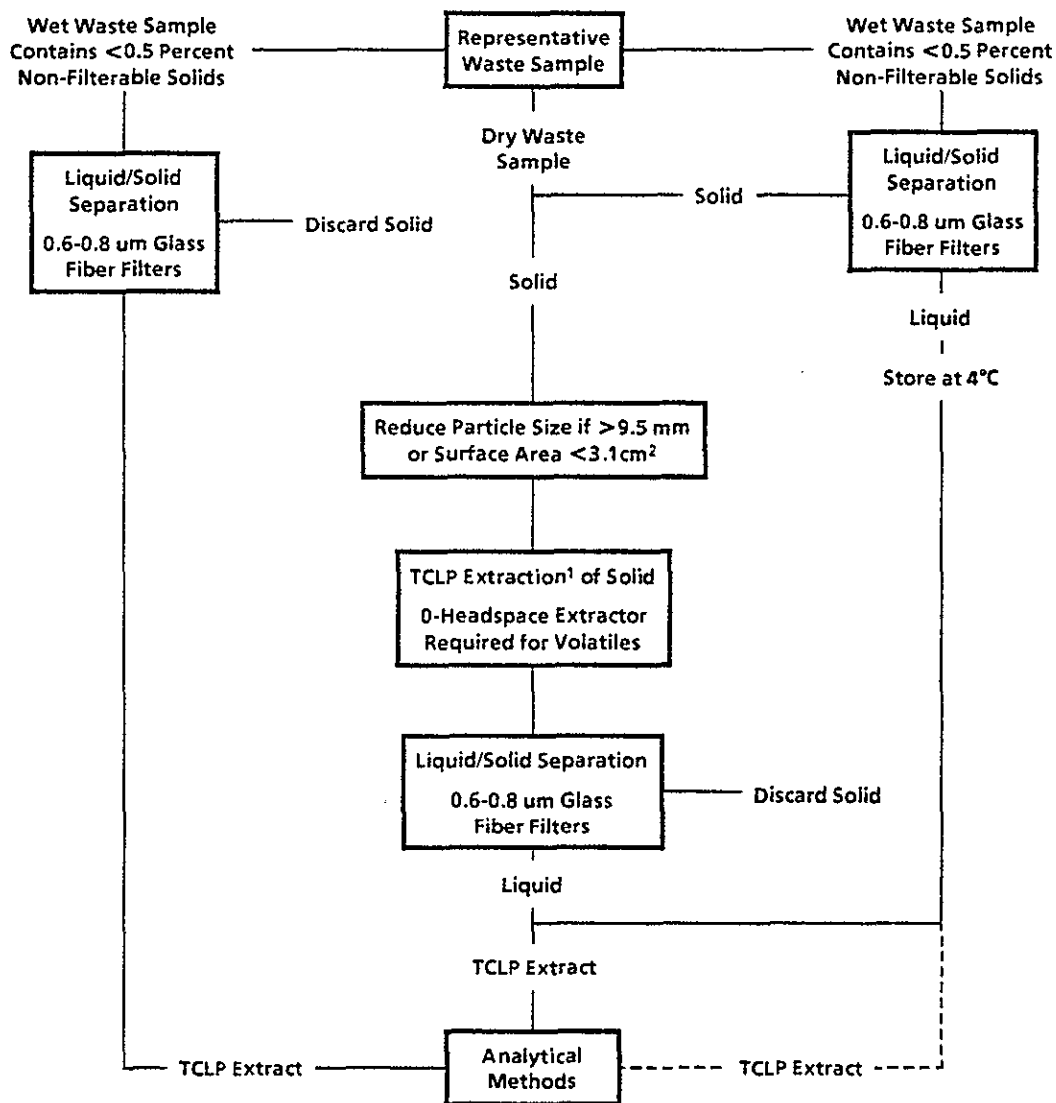 Wet Waste Sample
Contains <0.5 Percent
Non-Filterable Solids
Representative
Waste Sample
Wet Waste Sample
Contains <0.5 Percent
Non-Filterable Solids
Dry Waste
Sample
Liquid/Solid
Separation
0.6-0.8 um Glass
Fiber Filters
Discard Solid
Solid
Liquid/Solid
Separation
0.6-0.8 um Glass
Fiber Filters
Solid
Liquid
Store at 4°C
Reduce Particle Size if >9.5 mm
or Surface Area <3.1cm²
TCLP Extraction¹ of Solid
0-Headspace Extractor
Required for Volatiles
Liquid/Solid Separation
0.6-0.8 um Glass
Fiber Filters
Discard Solid
Liquid
TCLP Extract
TCLP Extract
Analytical
Methods
TCLP Extract